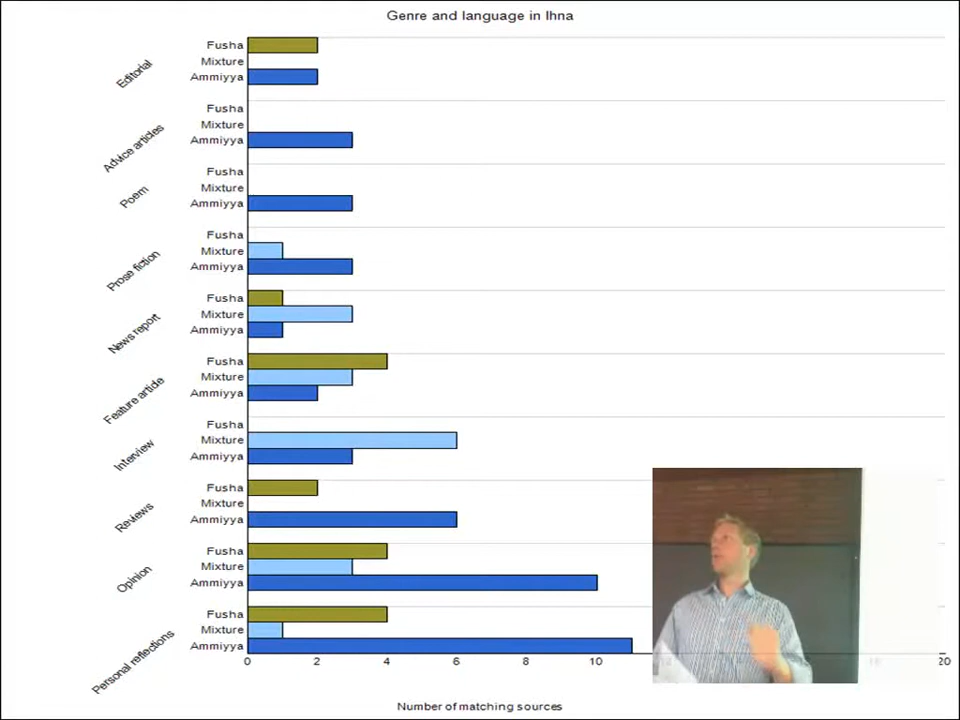 Genre and language in Ihna
Editorial
Fusha
Mixture
Ammiyya
Advice articles
Fusha
Mixture
Ammiyya
Poem
Fusha
Mixture
Ammiyya
Prose fiction
Fusha
Mixture
Ammiyya
News report
Fusha
Mixture
Ammiyya
Feature article
Fusha
Mixture
Ammiyya
Interview
Fusha
Mixture
Ammiyya
Reviews
Fusha
Mixture
Ammiyya
Opinion
Fusha
Mixture
Ammiyya
Personal reflections
Fusha
Mixture
Ammiyya
0 2 4 6 8 10 20
Number of matching sources